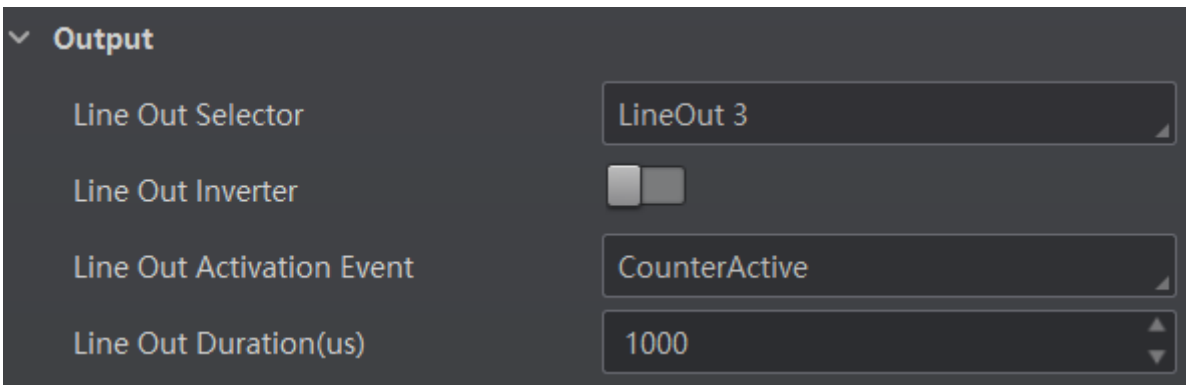 Output
Line Out Selector LineOut 3
Line Out Inverter
Line Out Activation Event CounterActive
Line Out Duration(us) 1000